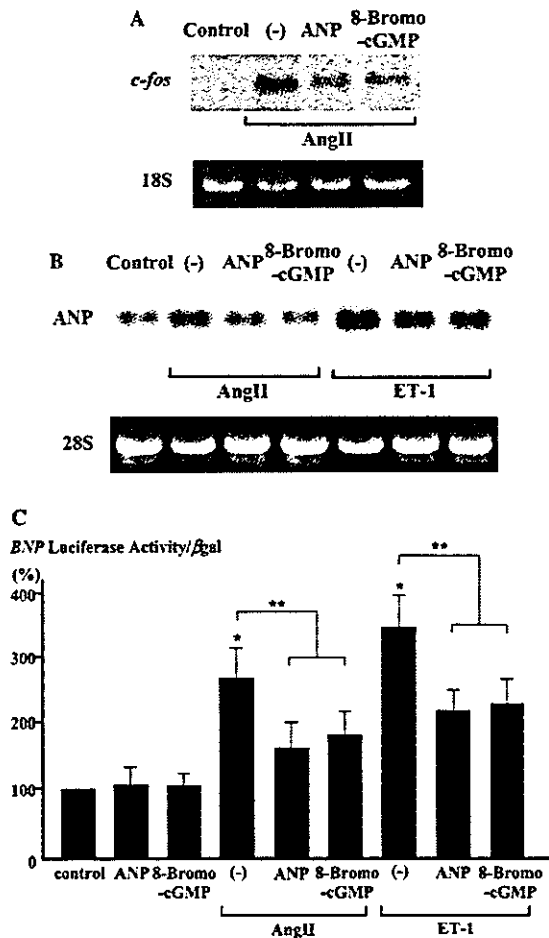 A
Control (-) ANP 8-Bromo
-cGMP
c-fos
AngII
18S
B
Control (-) ANP 8-Bromo
-cGMP (-) ANP 8-Bromo
-cGMP
ANP
AngII ET-1
28S
C
BNP Luciferase Activity/βgal
(%)
400
300
200
100
0
* ** * **
control ANP 8-Bromo
-cGMP (-) ANP 8-Bromo
-cGMP (-) ANP 8-Bromo
-cGMP
AngII ET-1